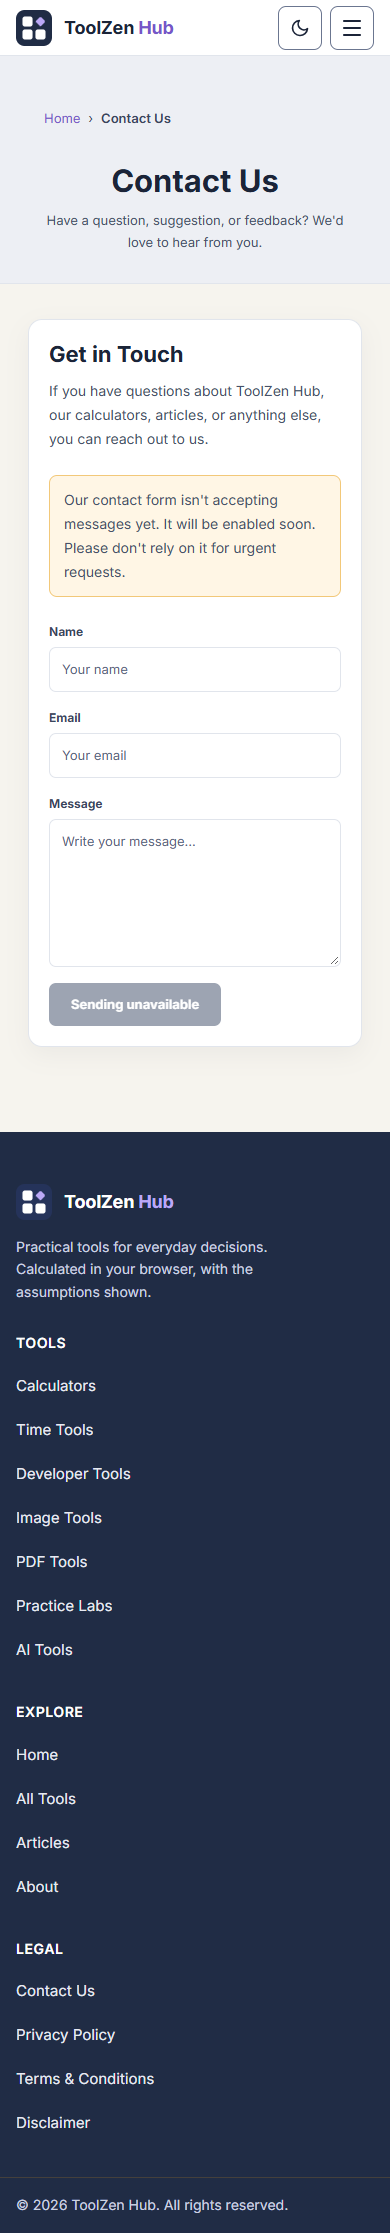 ToolZen Hub
Home › Contact Us
Contact Us
Have a question, suggestion, or feedback? We'd
love to hear from you.
Get in Touch
If you have questions about ToolZen Hub,
our calculators, articles, or anything else,
you can reach out to us.
Our contact form isn't accepting
messages yet. It will be enabled soon.
Please don't rely on it for urgent
requests.
Name
Your name
Email
Your email
Message
Write your message...
Sending unavailable
ToolZen Hub
Practical tools for everyday decisions.
Calculated in your browser, with the
assumptions shown.
TOOLS
Calculators
Time Tools
Developer Tools
Image Tools
PDF Tools
Practice Labs
AI Tools
EXPLORE
Home
All Tools
Articles
About
LEGAL
Contact Us
Privacy Policy
Terms & Conditions
Disclaimer
© 2026 ToolZen Hub. All rights reserved.